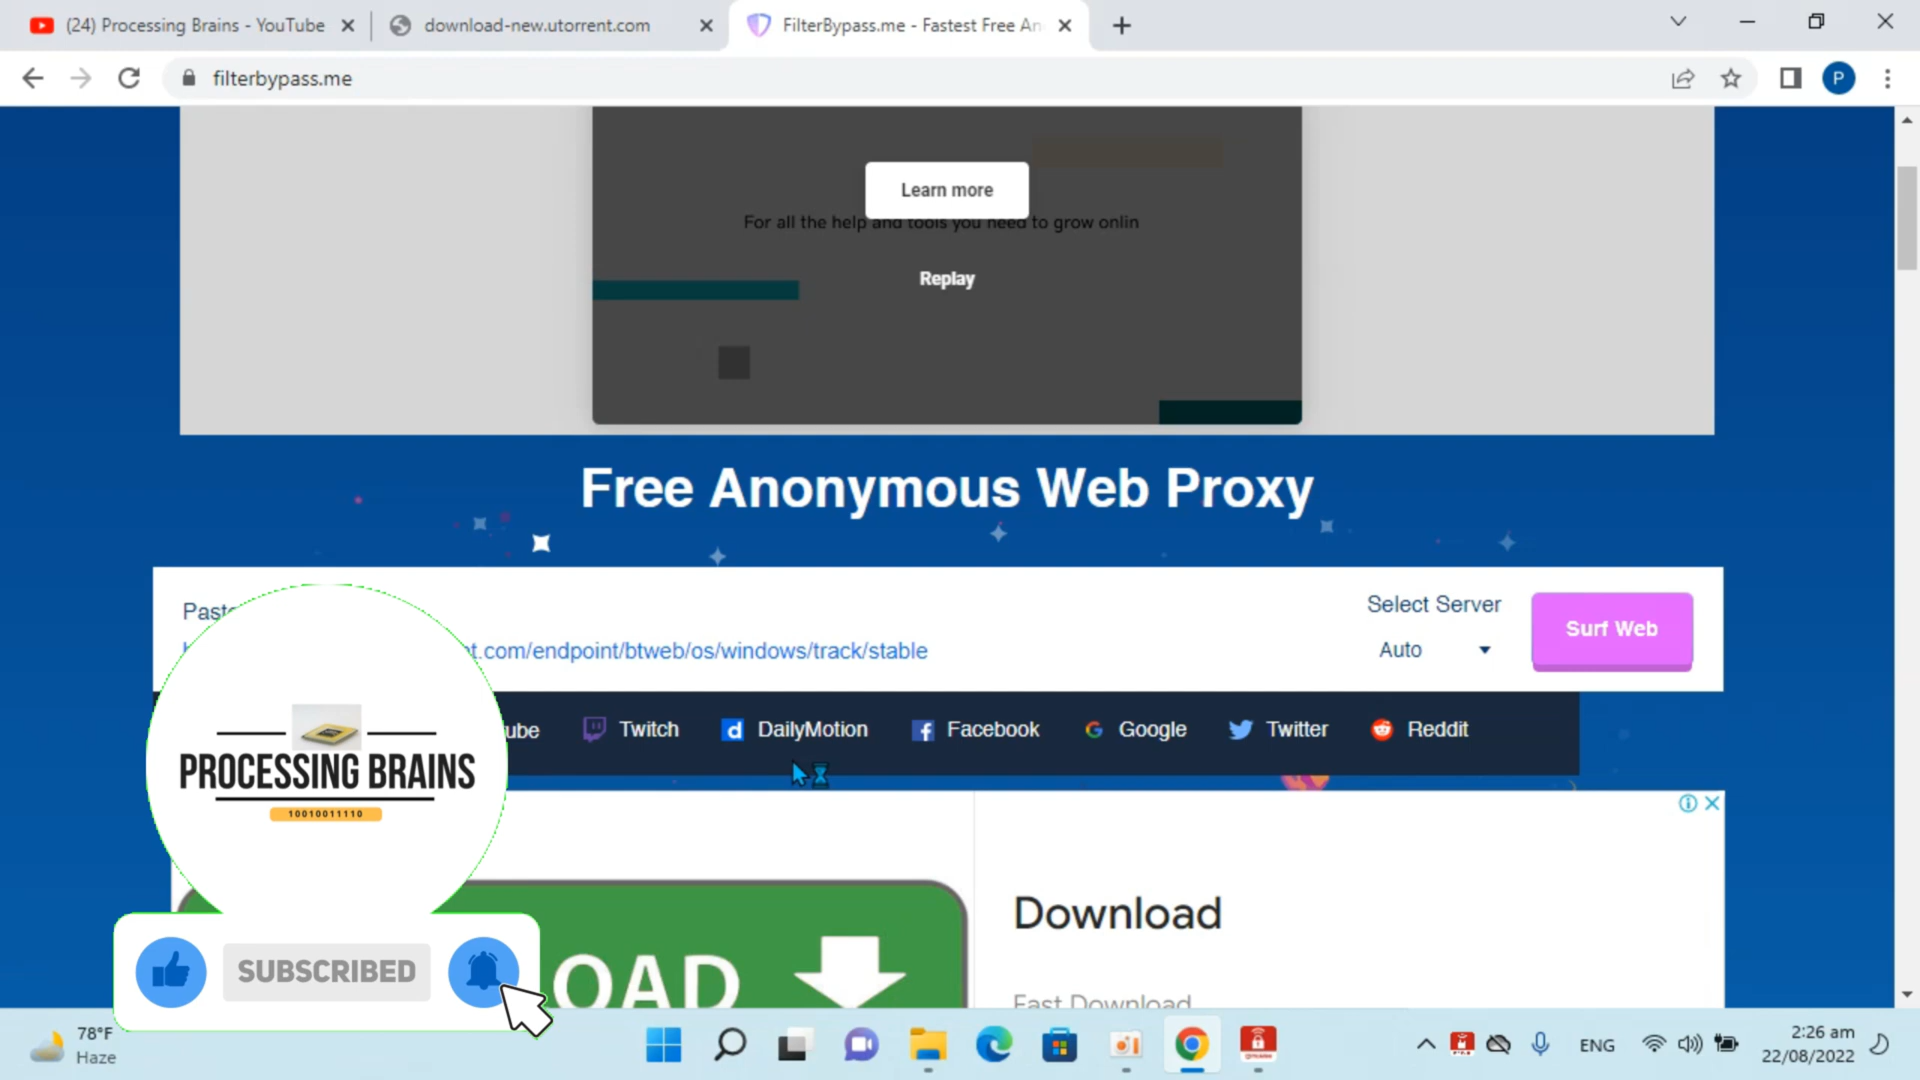 (24) Processing Brains - YouTube
download-new.utorrent.com
FilterBypass.me - Fastest Free An
filterbypass.me
P
Learn more
For all the help and tools you need to grow onlin
Replay
Free Anonymous Web Proxy
Paste
Select Server
t.com/endpoint/btweb/os/windows/track/stable
Auto
Surf Web
ube
Twitch
DailyMotion
Facebook
Google
Twitter
Reddit
PROCESSING BRAINS
10010011110
Download
OAD
Fast Download
SUBSCRIBED
78°F
Haze
ENG
2:26 am
22/08/2022